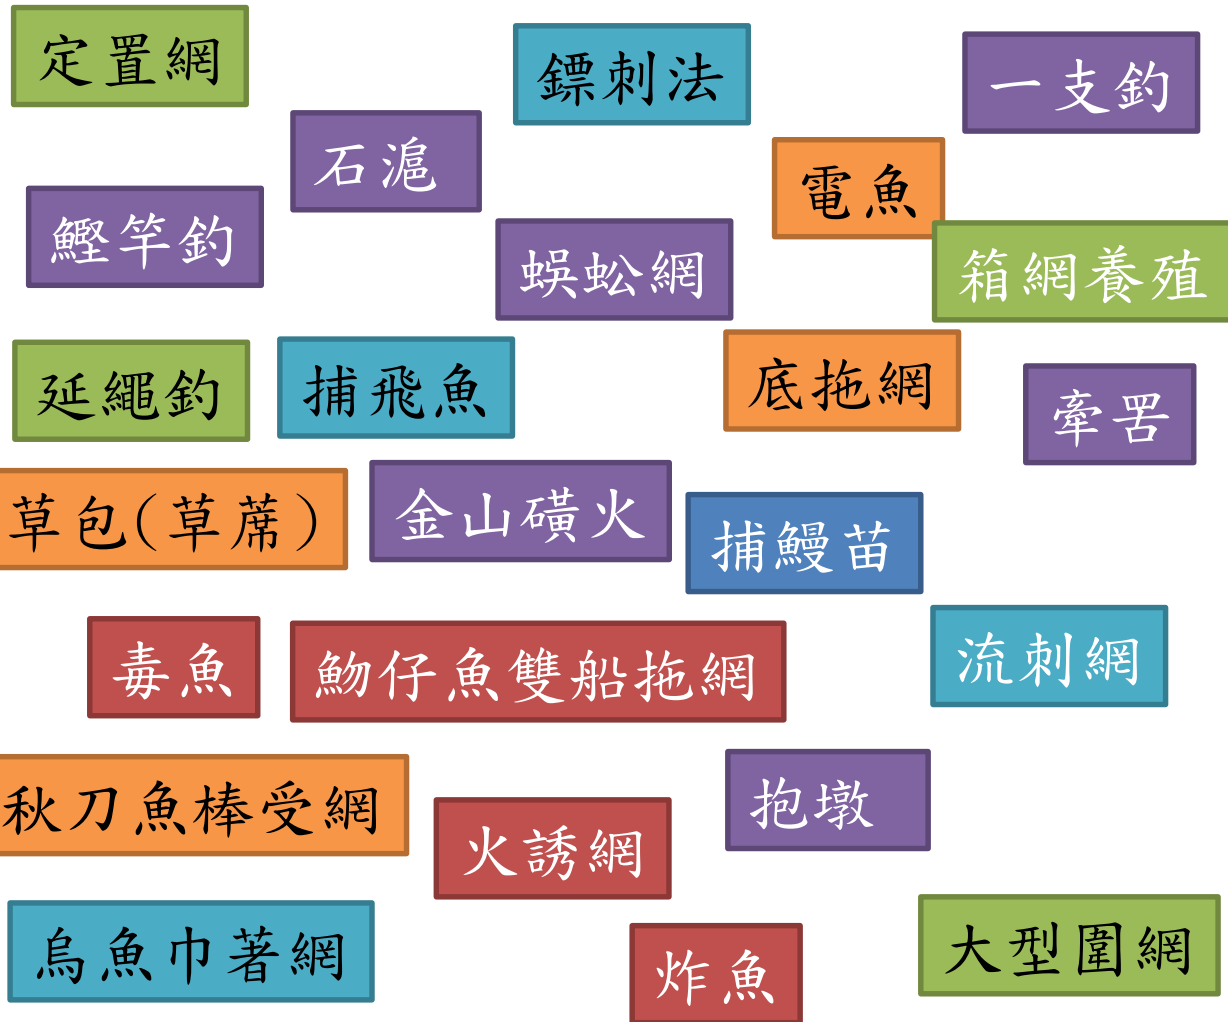 定置網
鏢刺法
一支釣
石滬
電魚
鰹竿釣
蜈蚣網
箱網養殖
延繩釣
捕飛魚
底拖網
牽罟
草包(草蓆)
金山磺火
捕鰻苗
流刺網
毒魚
魩仔魚雙船拖網
秋刀魚棒受網
抱墩
火誘網
烏魚巾著網
大型圍網
炸魚